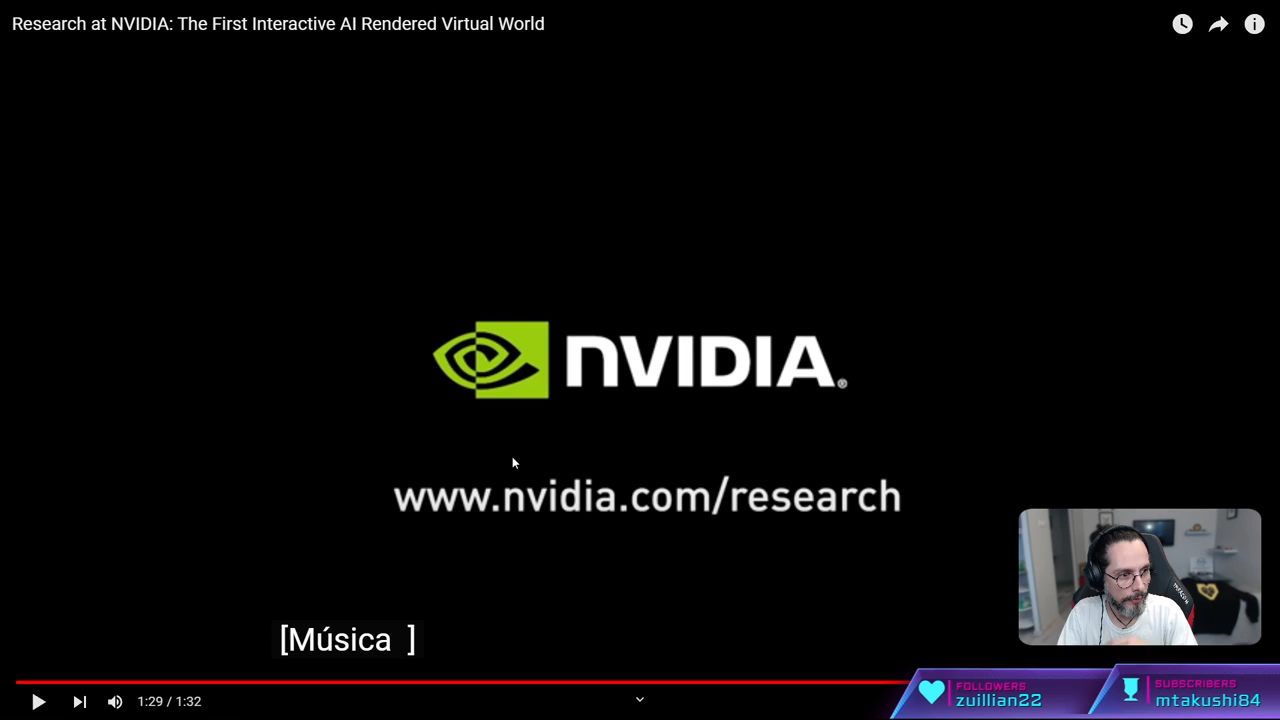 Research at NVIDIA: The First Interactive AI Rendered Virtual World
NVIDIA®
www.nvidia.com/research
[Música ]
1:29 / 1:32
FOLLOWERS
zuillian22
SUBSCRIBERS
mtakushi84